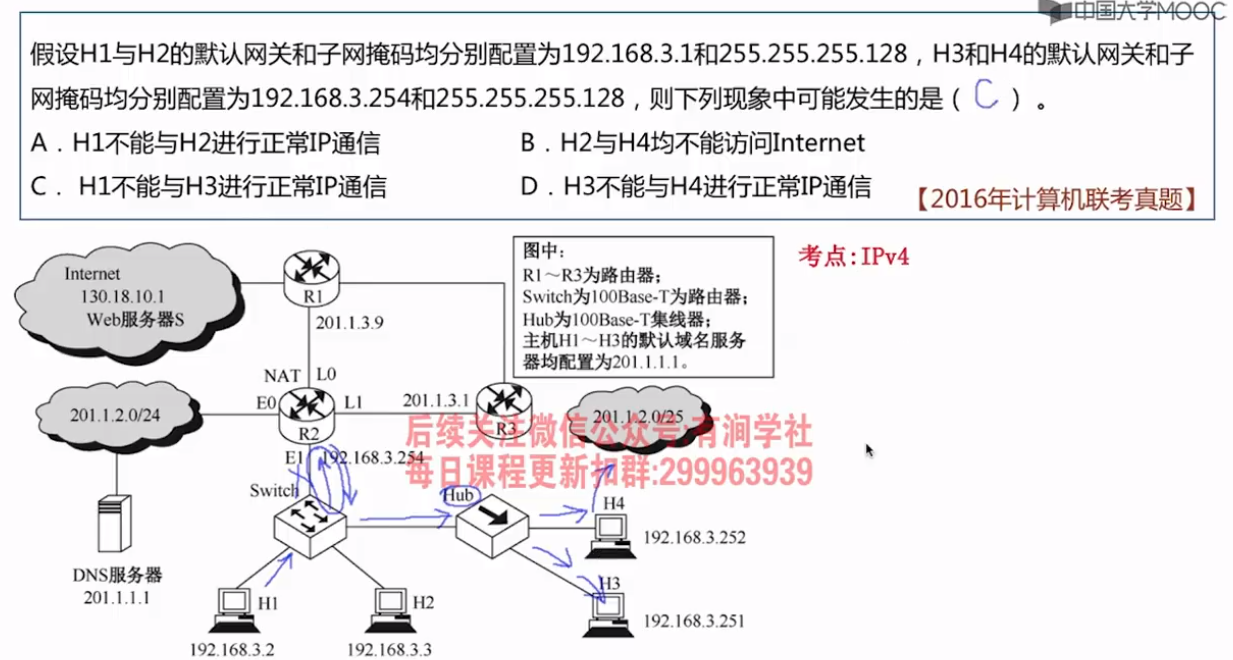 中国大学MOOC
假设H1与H2的默认网关和子网掩码均分别配置为192.168.3.1和255.255.255.128，H3和H4的默认网关和子
网掩码均分别配置为192.168.3.254和255.255.255.128，则下列现象中可能发生的是（ C ）。
A．H1不能与H2进行正常IP通信
B．H2与H4均不能访问Internet
C． H1不能与H3进行正常IP通信
D．H3不能与H4进行正常IP通信
【2016年计算机联考真题】
Internet
130.18.10.1
Web服务器S
R1
201.1.3.9
图中：
R1～R3为路由器；
Switch为100Base-T为路由器；
Hub为100Base-T集线器；
主机H1～H3的默认域名服务
器均配置为201.1.1.1。
考点:IPv4
NAT
L0
201.1.2.0/24
E0
L1
R2
201.1.3.1
R3
201.1.2.0/25
后续关注微信公众号:有涧学社
E1
192.168.3.254
每日课程更新扣群:299963939
Switch
Hub
H4
192.168.3.252
DNS服务器
201.1.1.1
H1
H2
H3
192.168.3.251
192.168.3.2
192.168.3.3